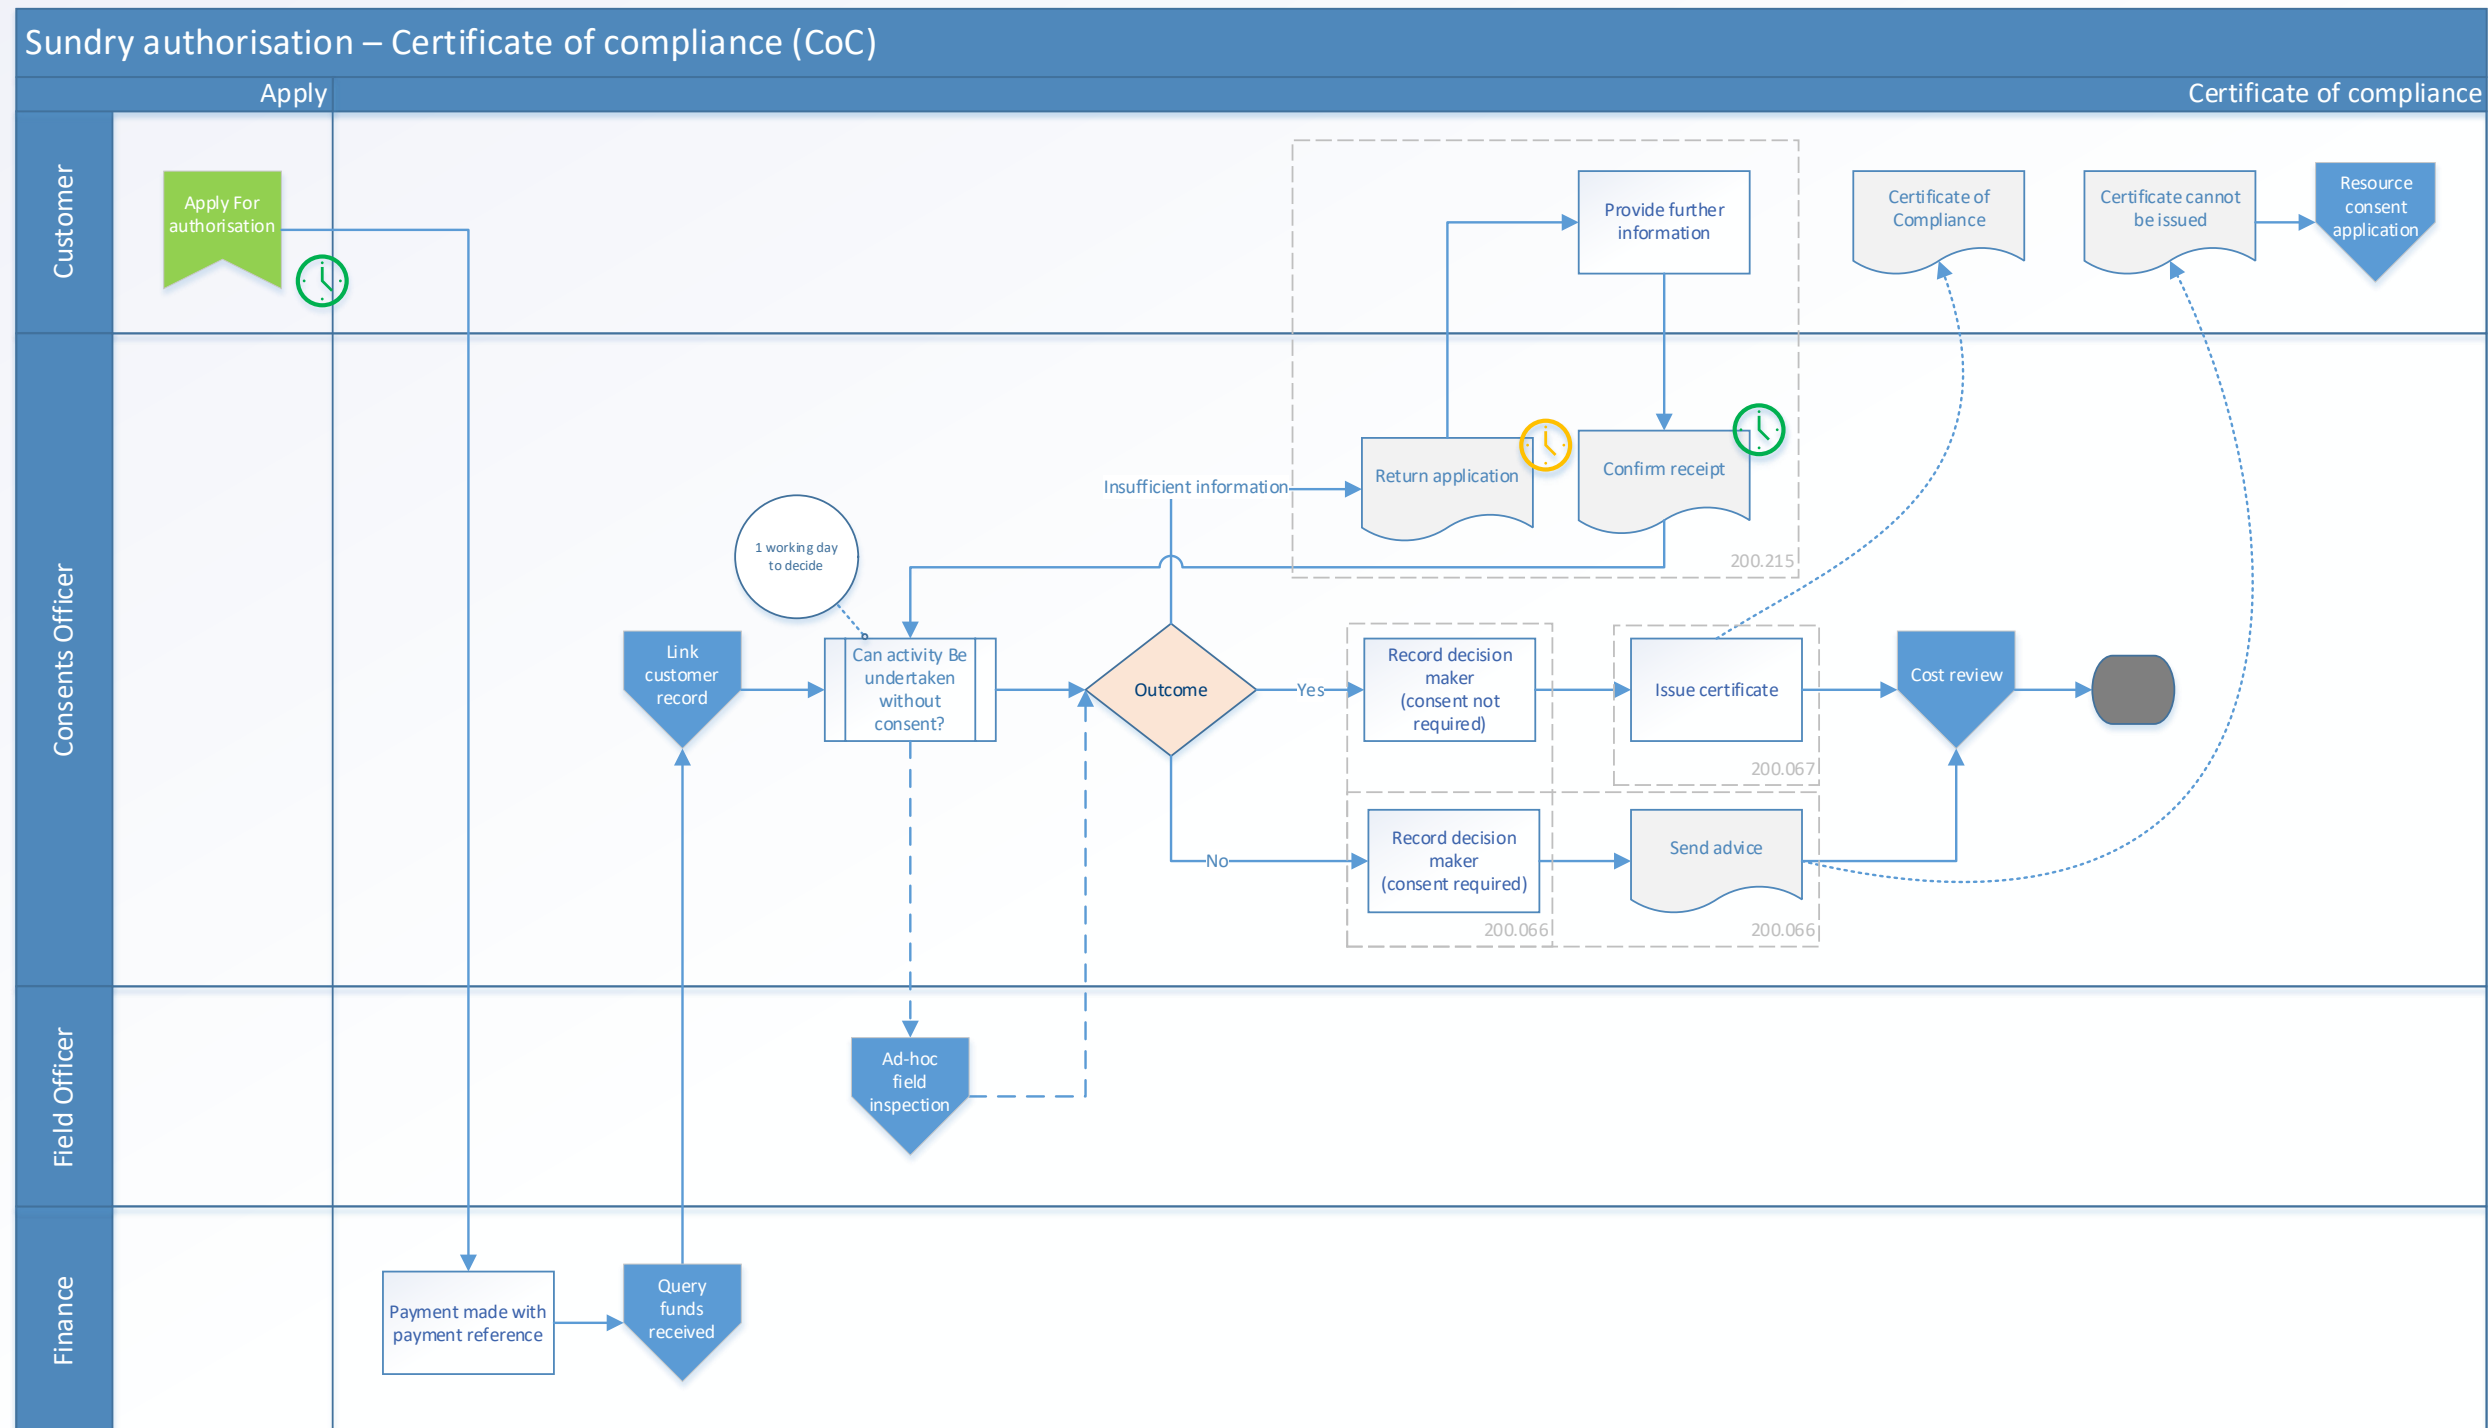 Sundry authorisation – Certificate of compliance (CoC)
Apply
Certificate of compliance
Customer
Apply For
authorisation
Provide further
information
Certificate of
Compliance
Certificate cannot
be issued
Resource
consent
application
Consents Officer
Insufficient information
Return application
Confirm receipt
200.215
1 working day
to decide
Link
customer
record
Can activity Be
undertaken
without
consent?
Outcome
Yes
Record decision
maker
(consent not
required)
Issue certificate
200.067
Cost review
No
Record decision
maker
(consent required)
200.066
Send advice
200.066
Field Officer
Ad-hoc
field
inspection
Finance
Payment made with
payment reference
Query
funds
received